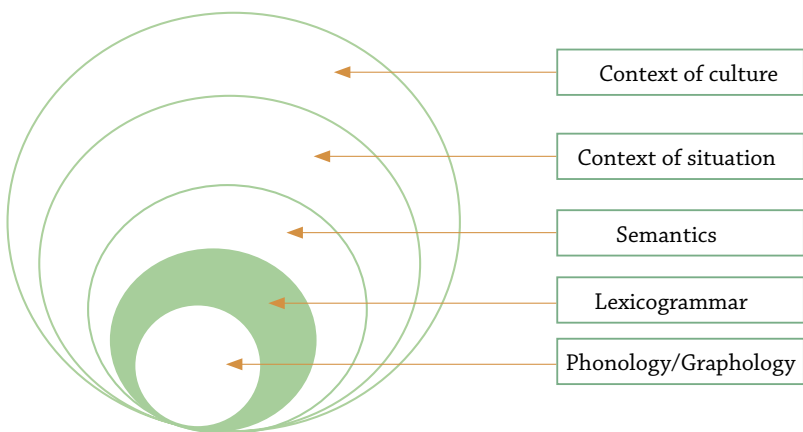 Context of culture
Context of situation
Semantics
Lexicogrammar
Phonology/Graphology